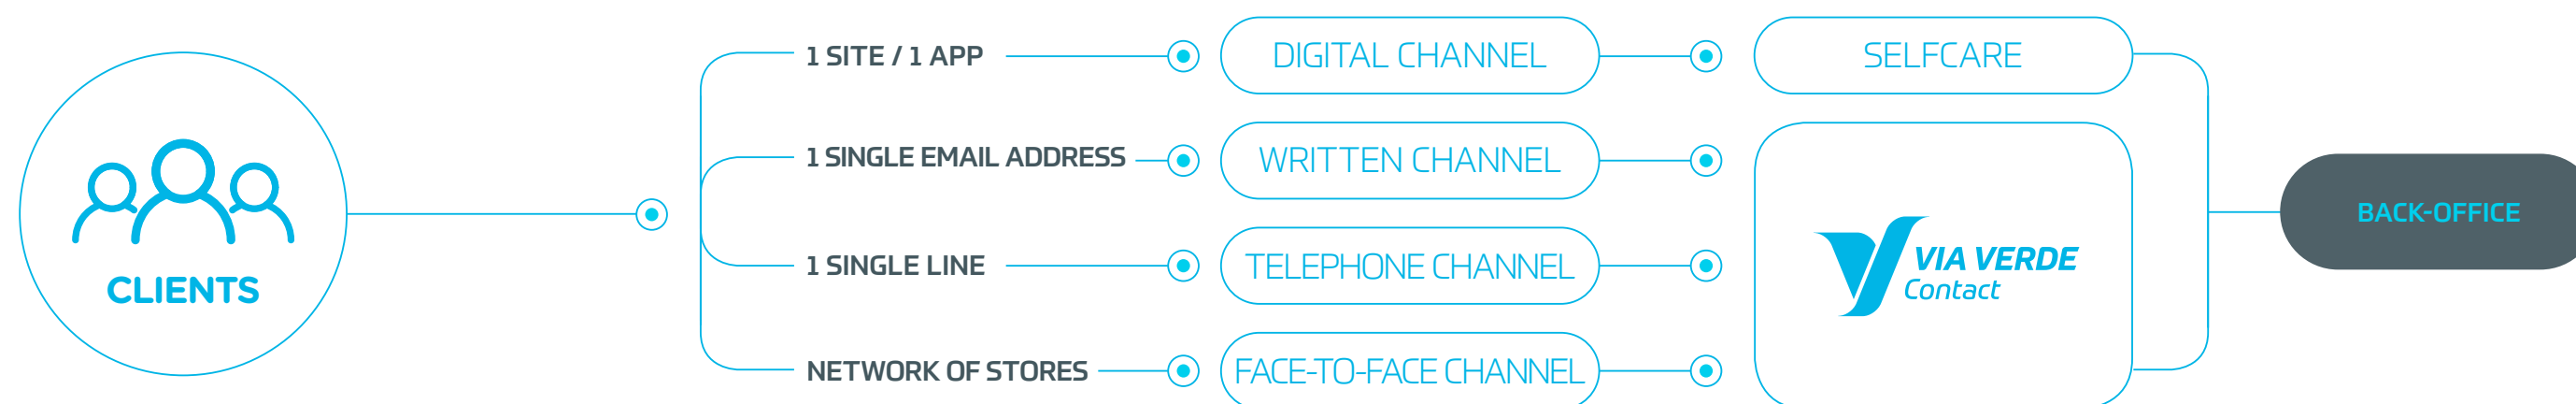 CLIENTS
1 SITE / 1 APP
DIGITAL CHANNEL
SELFCARE
1 SINGLE EMAIL ADDRESS
WRITTEN CHANNEL
1 SINGLE LINE
TELEPHONE CHANNEL
NETWORK OF STORES
FACE-TO-FACE CHANNEL
VIA VERDE
Contact
BACK-OFFICE